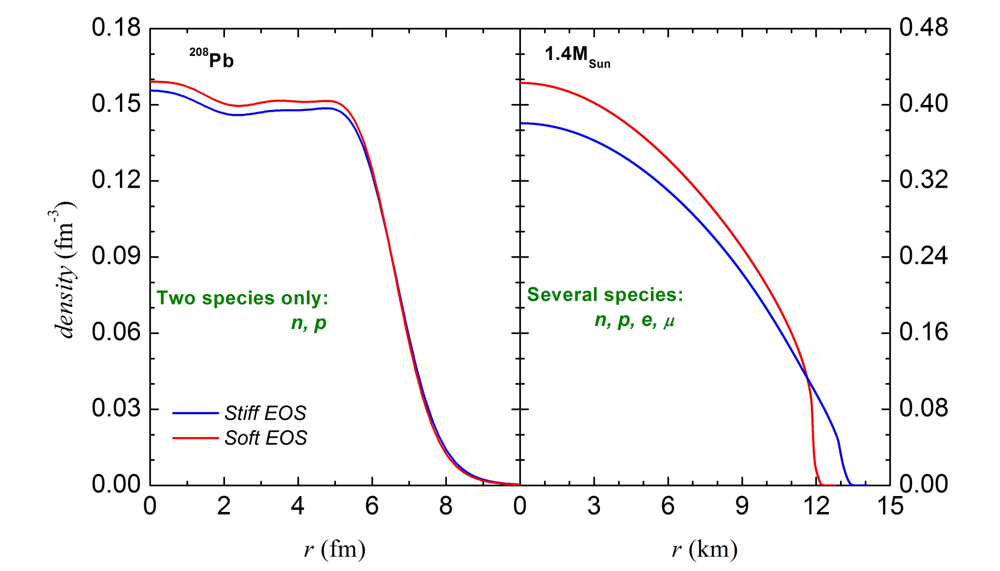 0.18
0.15
0.12
0.09
0.06
0.03
0.00
density (fm⁻³)
²⁰⁸Pb
Two species only:
n, p
Stiff EOS
Soft EOS
0 2 4 6 8
r (fm)
1.4M_Sun
Several species:
n, p, e, μ
0 3 6 9 12 15
r (km)
0.48
0.40
0.32
0.24
0.16
0.08
0.00